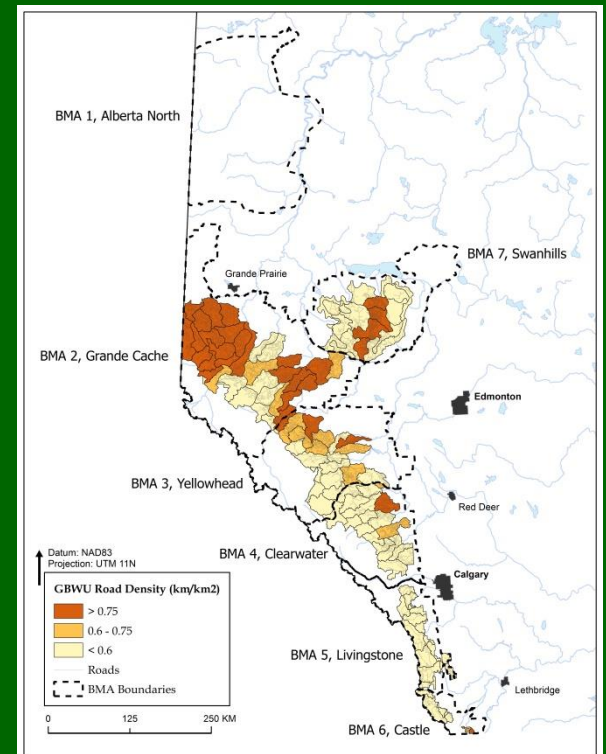 BMA 1, Alberta North
BMA 7, Swanhills
Grande Prairie
BMA 2, Grande Cache
Edmonton
BMA 3, Yellowhead
Red Deer
BMA 4, Clearwater
Datum: NAD83
Projection: UTM 11N
Calgary
GBWU Road Density (km/km2)
> 0.75
0.6 - 0.75
< 0.6
Roads
BMA Boundaries
BMA 5, Livingstone
Lethbridge
0 125 250 KM
BMA 6, Castle